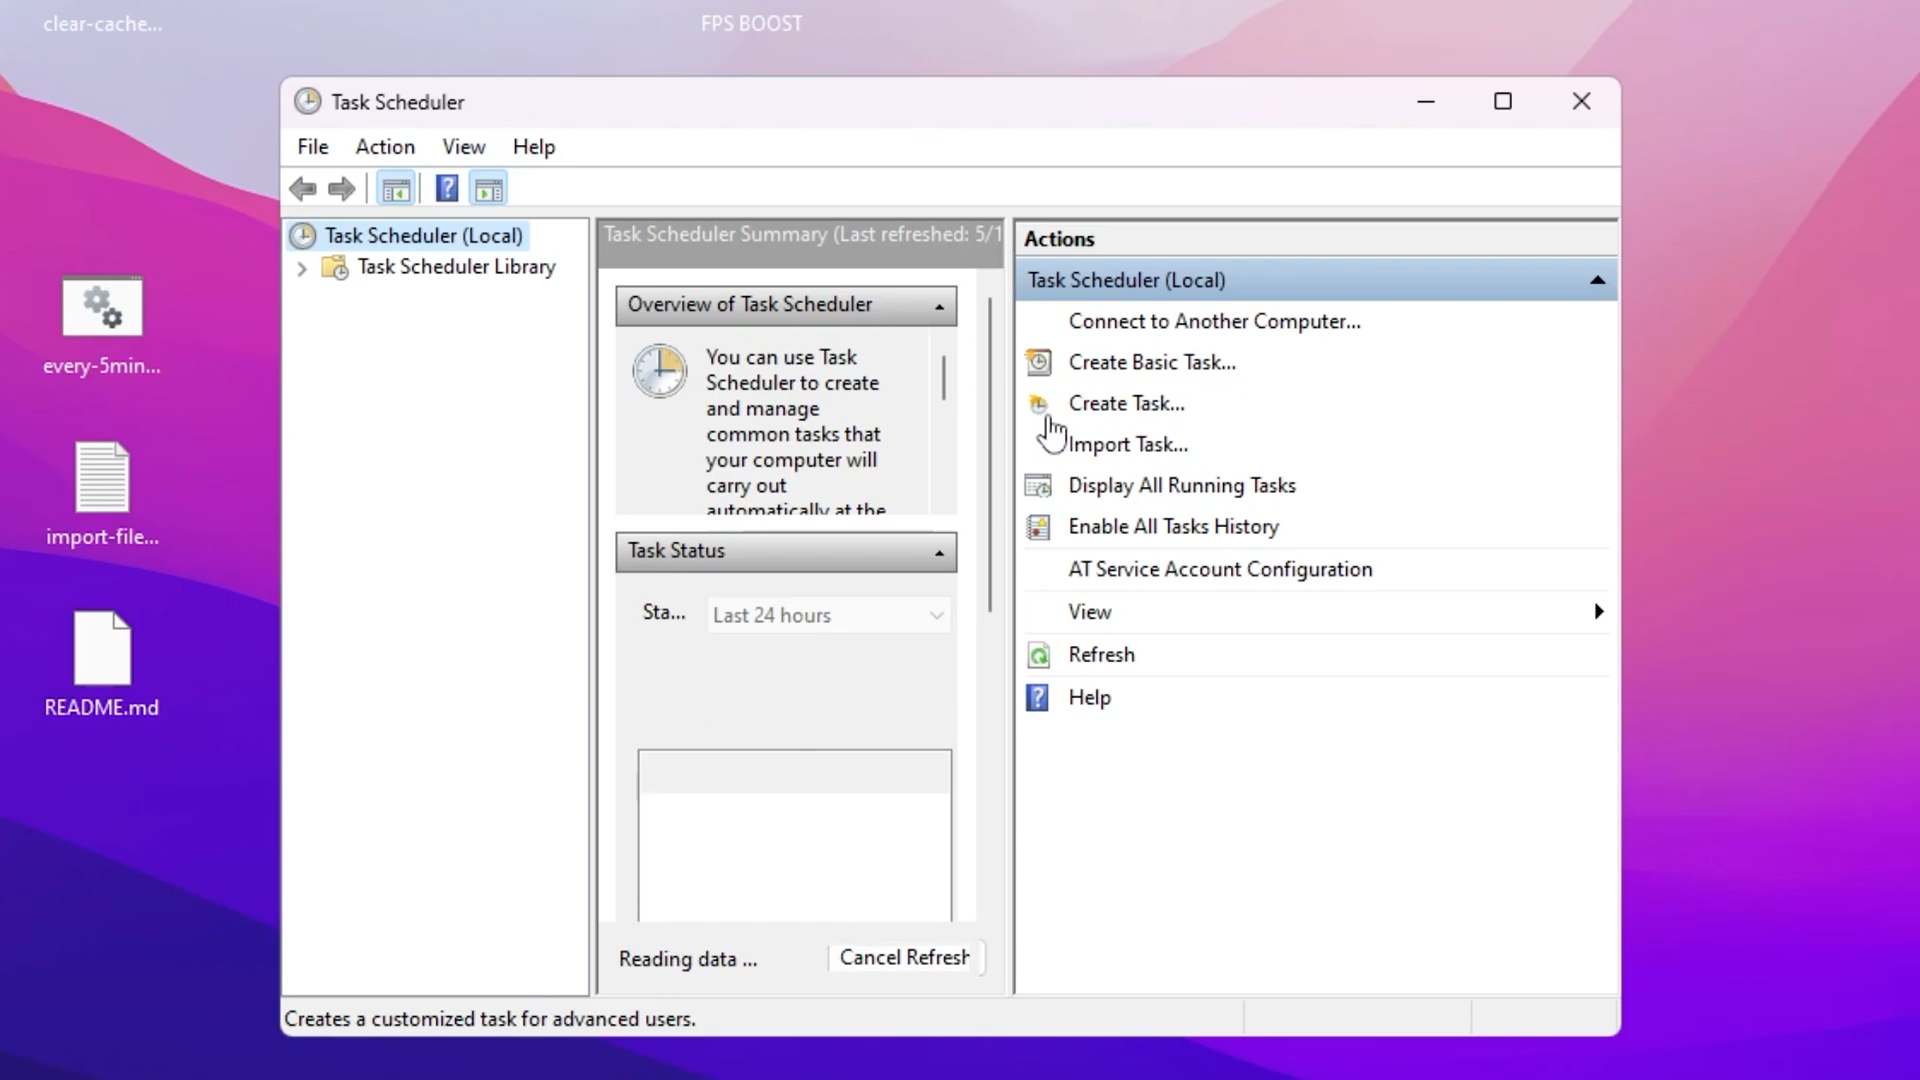 clear-cache...
FPS BOOST
Task Scheduler
File Action View Help
Task Scheduler (Local)
Task Scheduler Library
every-5min...
import-file...
README.md
Task Scheduler Summary (Last refreshed: 5/1
Overview of Task Scheduler
You can use Task
Scheduler to create
and manage
common tasks that
your computer will
carry out
automatically at the
Task Status
Sta...
Last 24 hours
Reading data ...
Cancel Refresh
Actions
Task Scheduler (Local)
Connect to Another Computer...
Create Basic Task...
Create Task...
Import Task...
Display All Running Tasks
Enable All Tasks History
AT Service Account Configuration
View
Refresh
Help
Creates a customized task for advanced users.